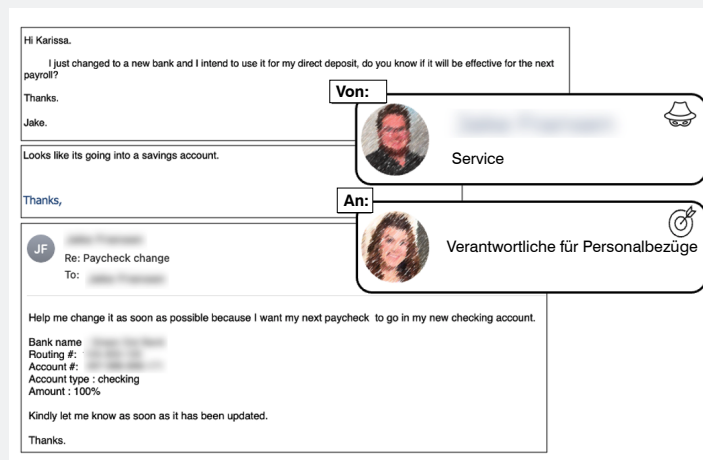 Hi Karissa.
I just changed to a new bank and I intend to use it for my direct deposit, do you know if it will be effective for the next
payroll?
Thanks.
Jake.
Von:
Service
Looks like its going into a savings account.
Thanks,
An:
Verantwortliche für Personalbezüge
JF
Re: Paycheck change
To:
Help me change it as soon as possible because I want my next paycheck to go in my new checking account.
Bank name
Routing #:
Account #:
Account type : checking
Amount : 100%
Kindly let me know as soon as it has been updated.
Thanks.